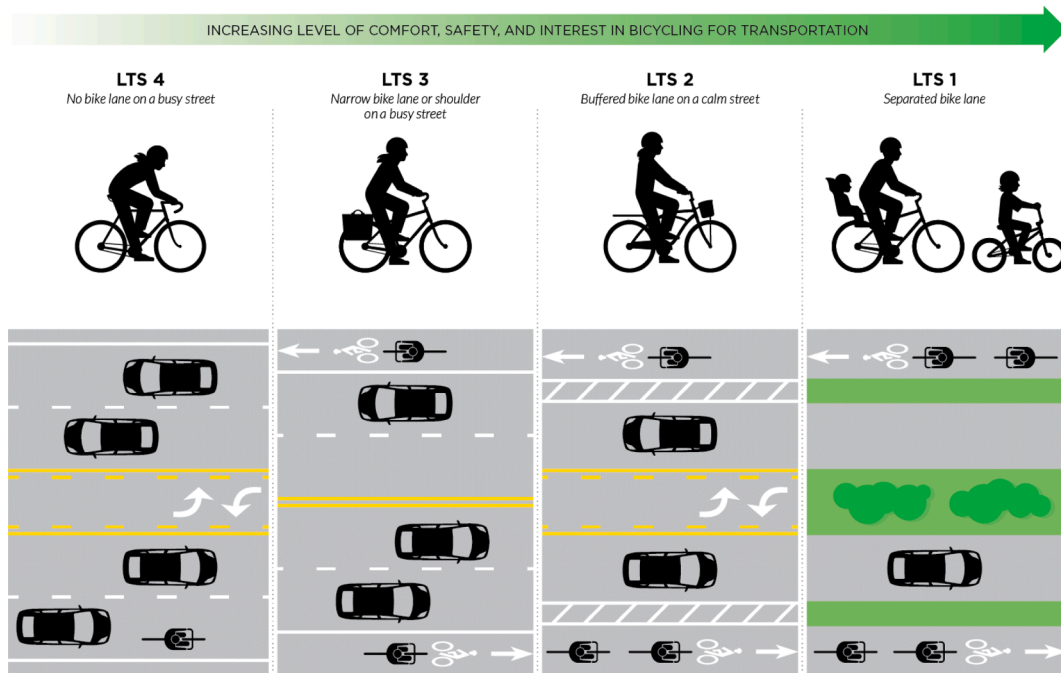 INCREASING LEVEL OF COMFORT, SAFETY, AND INTEREST IN BICYCLING FOR TRANSPORTATION
LTS 4
No bike lane on a busy street
LTS 3
Narrow bike lane or shoulder
on a busy street
LTS 2
Buffered bike lane on a calm street
LTS 1
Separated bike lane